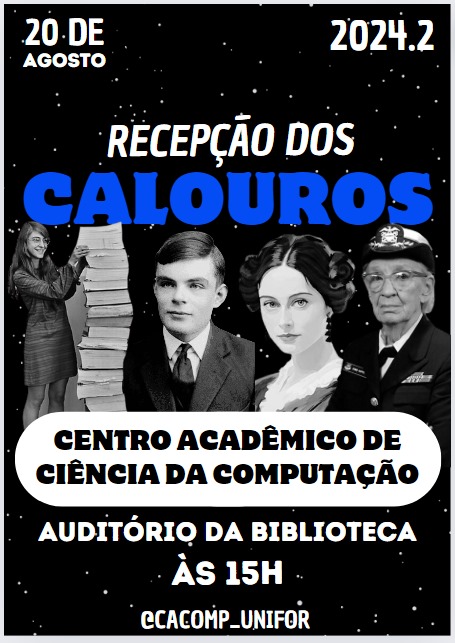 20 DE
AGOSTO
2024.2
RECEPÇÃO DOS
CALOUROS
CENTRO ACADÊMICO DE
CIÊNCIA DA COMPUTAÇÃO
AUDITÓRIO DA BIBLIOTECA
ÀS 15H
@CACOMP_UNIFOR